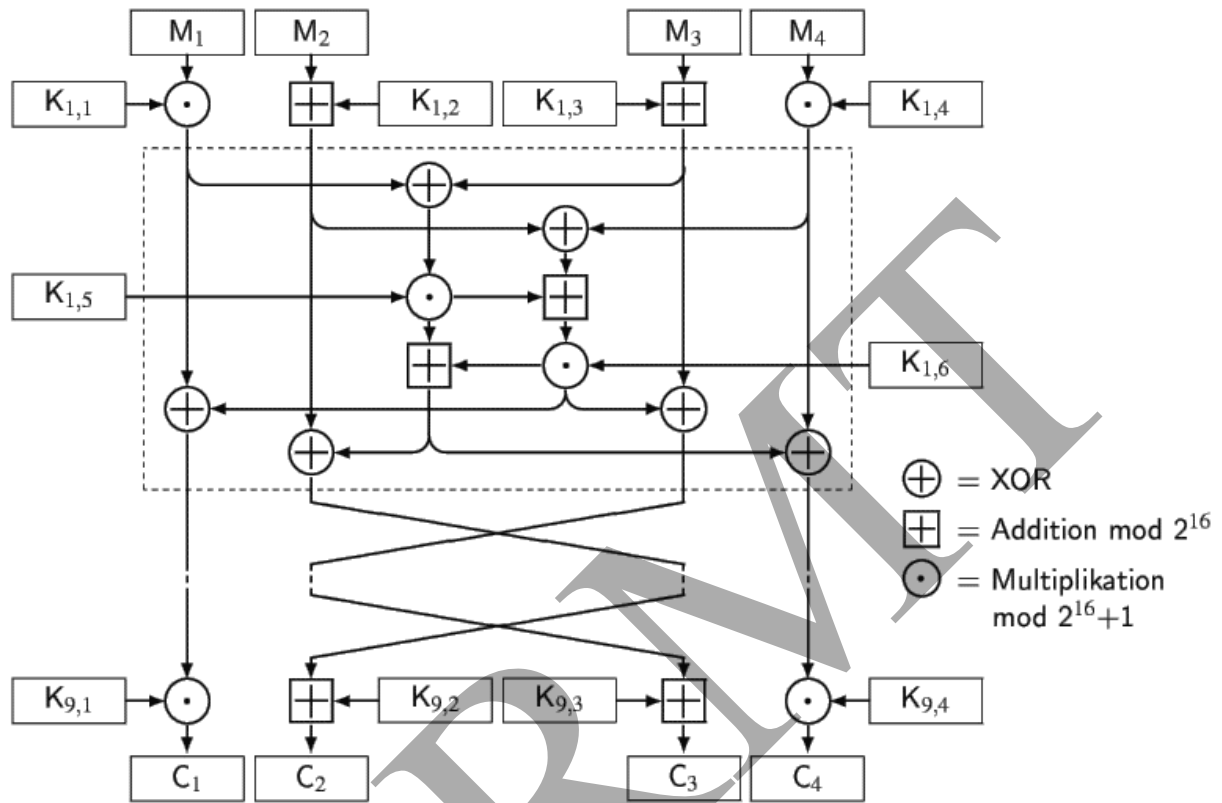 M1 M2 M3 M4
K1,1 K1,2 K1,3 K1,4
K1,5
K1,6
= XOR
= Addition mod 2^16
= Multiplikation
mod 2^16+1
K9,1 K9,2 K9,3 K9,4
C1 C2 C3 C4
RMT